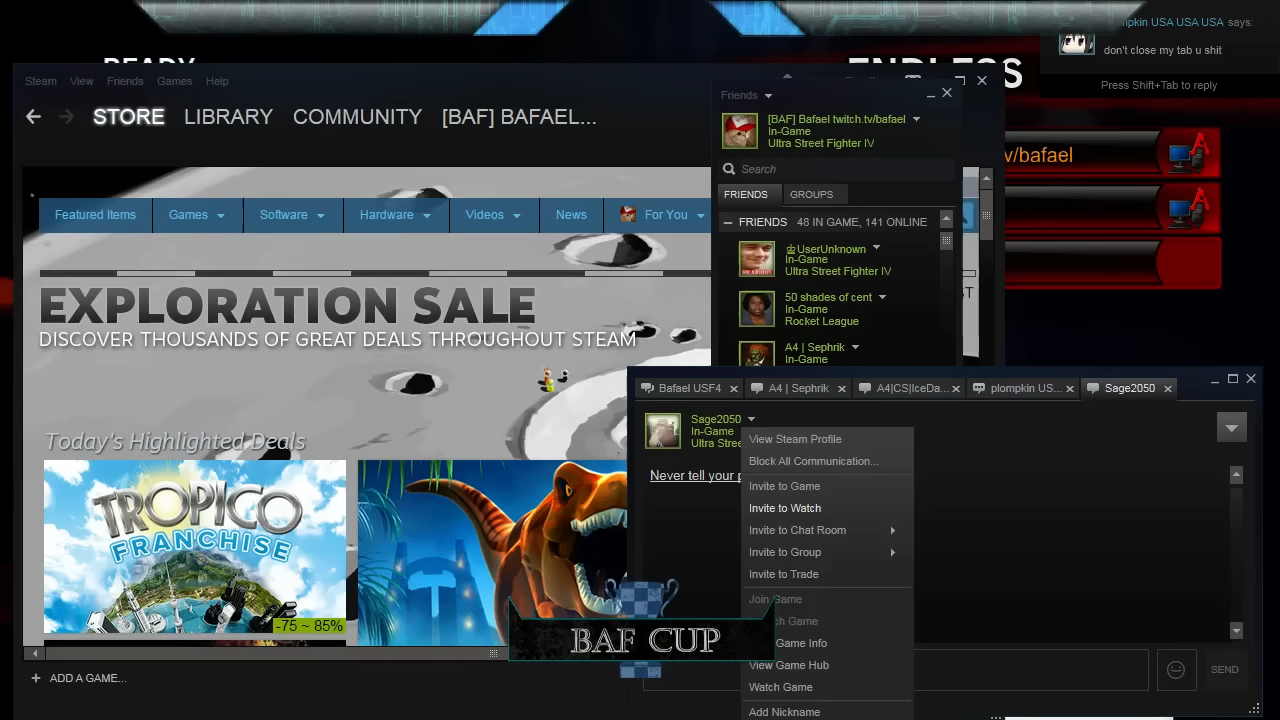 READY
ENDLESS
plompkin USA USA USA says:
don't close my tab u shit
Press Shift+Tab to reply
v/bafael
Steam View Friends Games Help
STORE LIBRARY COMMUNITY [BAF] BAFAEL...
Featured Items Games Software Hardware Videos News For You
EXPLORATION SALE
DISCOVER THOUSANDS OF GREAT DEALS THROUGHOUT STEAM
Today's Highlighted Deals
TROPICO
FRANCHISE
-75 ~ 85%
ADD A GAME...
Friends
[BAF] Bafael twitch.tv/bafael
In-Game
Ultra Street Fighter IV
Search
FRIENDS GROUPS
FRIENDS 48 IN GAME, 141 ONLINE
UserUnknown
In-Game
Ultra Street Fighter IV
50 shades of cent
In-Game
Rocket League
A4 | Sephrik
In-Game
Bafael USF4 A4 | Sephrik A4|CS|IceDa... plompkin US... Sage2050
Sage2050
In-Game
Ultra Stree
Never tell your p
View Steam Profile
Block All Communication...
Invite to Game
Invite to Watch
Invite to Chat Room
Invite to Group
Invite to Trade
Join Game
ch Game
Game Info
View Game Hub
Watch Game
Add Nickname
SEND
BAF CUP